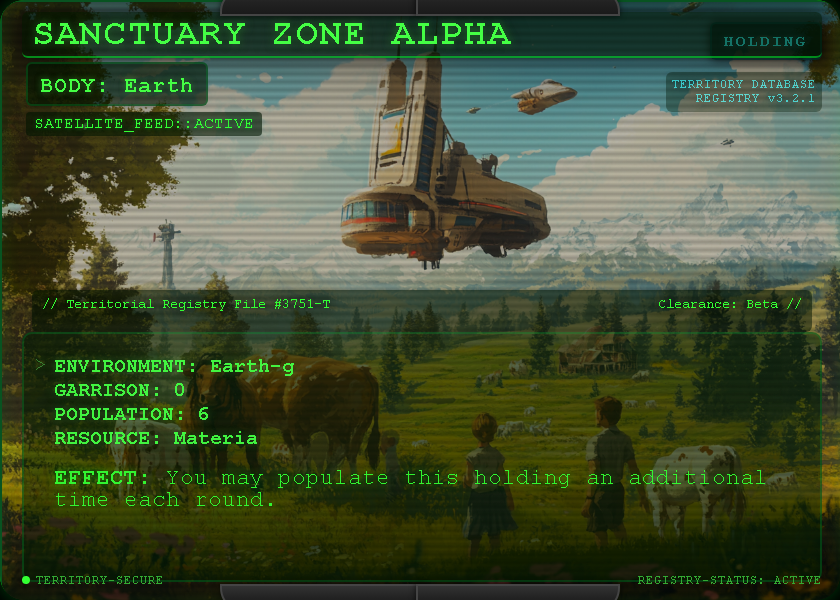 SANCTUARY ZONE ALPHA
HOLDING
BODY: Earth
TERRITORY DATABASE
REGISTRY v3.2.1
SATELLITE_FEED::ACTIVE
// Territorial Registry File #3751-T
Clearance: Beta //
> ENVIRONMENT: Earth-g
GARRISON: 0
POPULATION: 6
RESOURCE: Materia
EFFECT: You may populate this holding an additional
time each round.
TERRITORY-SECURE
REGISTRY-STATUS: ACTIVE